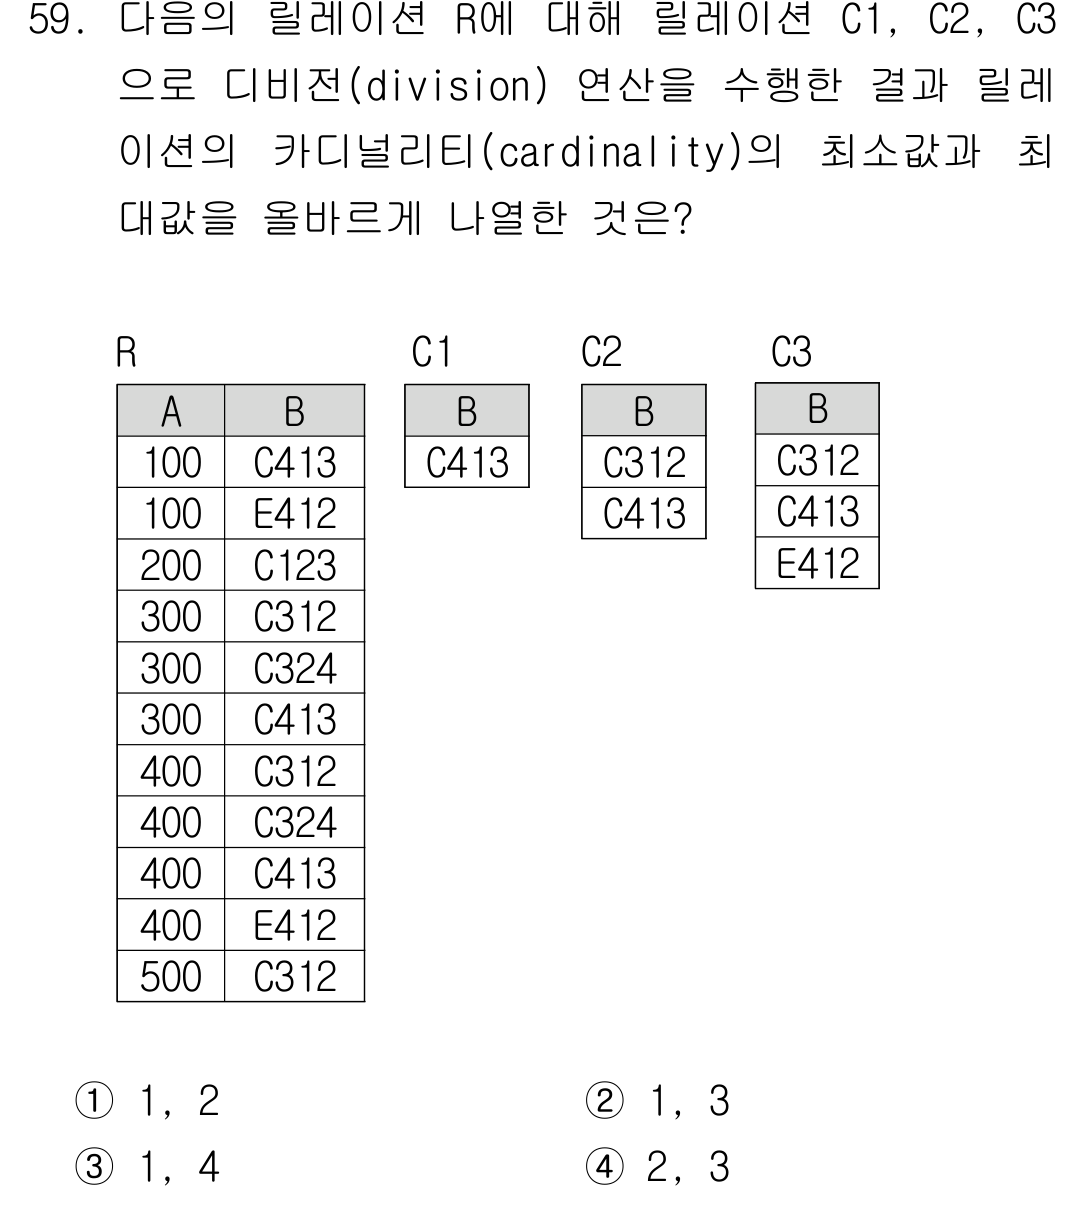 59. 다음의 릴레이션 R에 대해 릴레이션 C1, C2, C3
으로 디비전(division) 연산을 수행한 결과 릴레
이션의 카디널리티(cardinality)의 최소값과 최
대값을 올바르게 나열한 것은?
R C1 C2 C3
A B B B B
100 C413 C413 C312 C312
100 E412 C413 C413
200 C123 E412
300 C312
300 C324
300 C413
400 C312
400 C324
400 C413
400 E412
500 C312
① 1, 2 ② 1, 3
③ 1, 4 ④ 2, 3